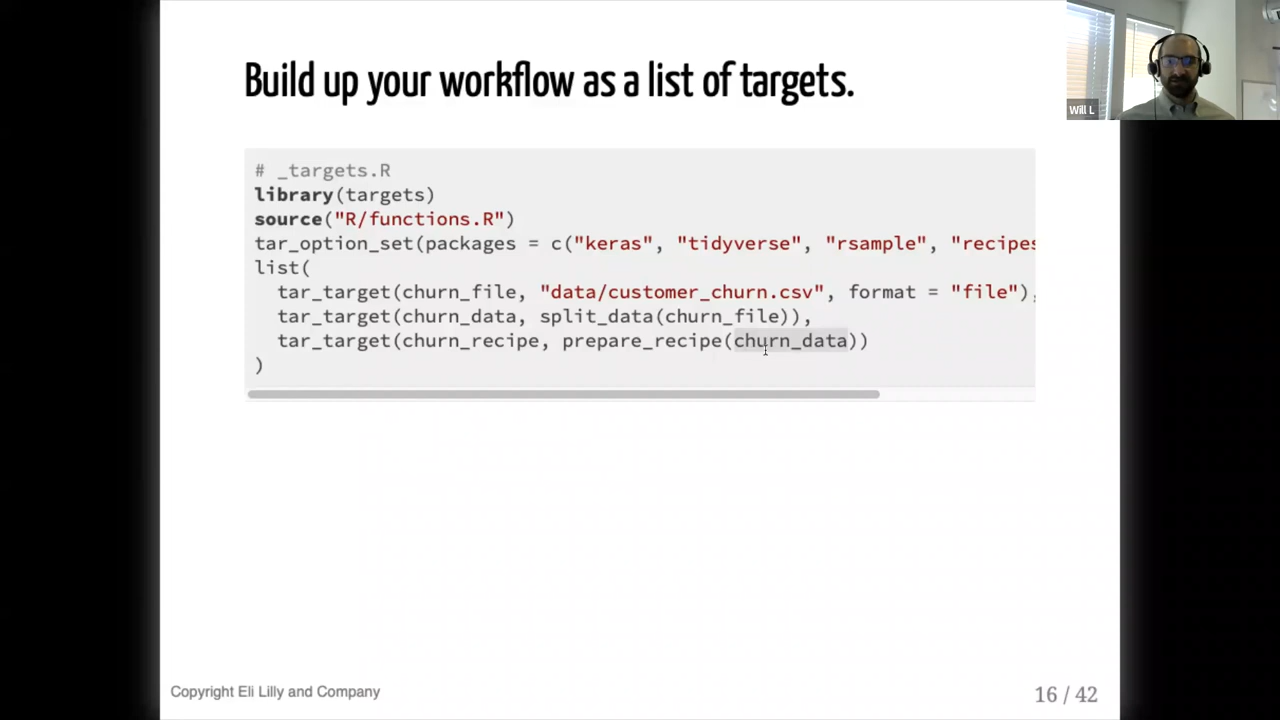 Build up your workflow as a list of targets.
Will L
# _targets.R
library(targets)
source("R/functions.R")
tar_option_set(packages = c("keras", "tidyverse", "rsample", "recipes
list(
  tar_target(churn_file, "data/customer_churn.csv", format = "file"),
  tar_target(churn_data, split_data(churn_file)),
  tar_target(churn_recipe, prepare_recipe(churn_data))
)
Copyright Eli Lilly and Company
16 / 42